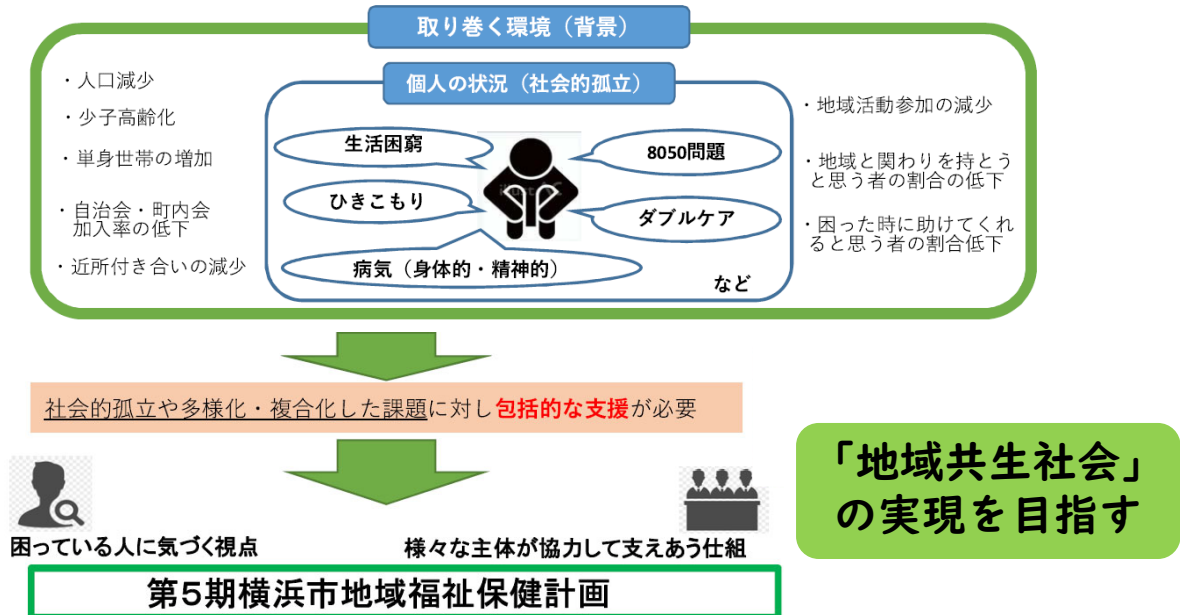 取り巻く環境（背景）
・人口減少
・少子高齢化
・単身世帯の増加
・自治会・町内会
加入率の低下
・近所付き合いの減少
個人の状況（社会的孤立）
生活困窮
8050問題
ひきこもり
ダブルケア
病気（身体的・精神的）
など
・地域活動参加の減少
・地域と関わりを持とう
と思う者の割合の低下
・困った時に助けてくれ
ると思う者の割合低下
社会的孤立や多様化・複合化した課題に対し包括的な支援が必要
困っている人に気づく視点
様々な主体が協力して支えあう仕組
「地域共生社会」
の実現を目指す
第5期横浜市地域福祉保健計画